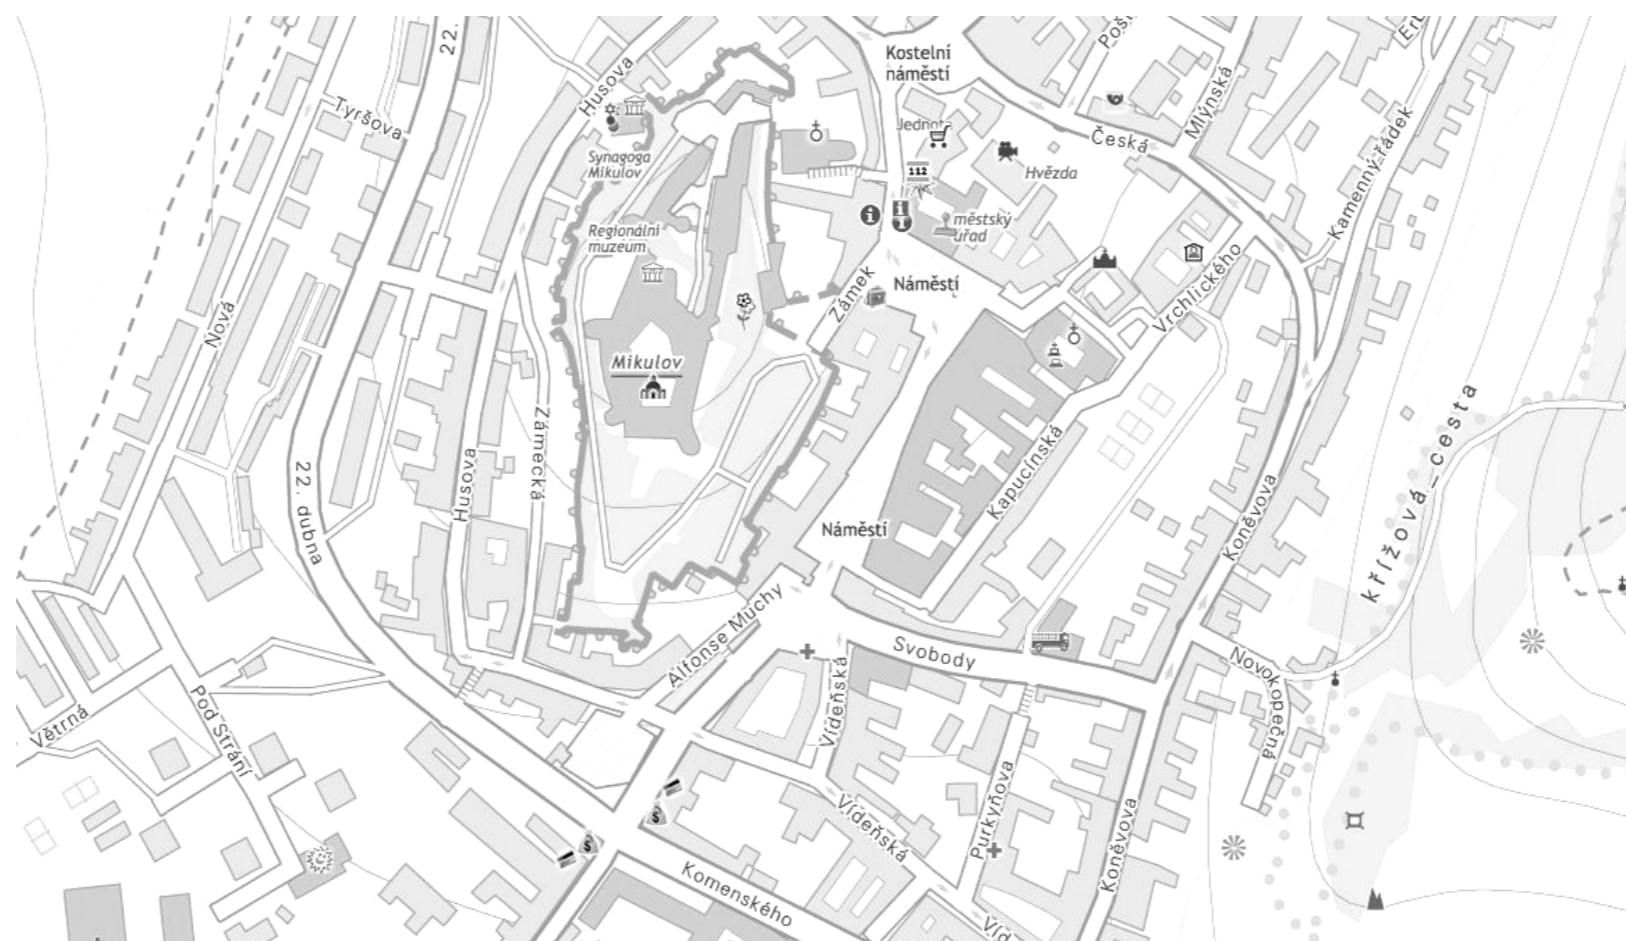 22.
Husova
Kostelní
náměstí
Tyršova
Jednota
Mlýnská
Česká
Kamenný řádek
Synagoga
Mikulov
112
Hvězda
Regionální
muzeum
městský
úřad
Zámek
Náměstí
Vrchlického
Nová
Mikulov
Zámecká
Husova
22. dubna
Kapucínská
Koněvova
křížová cesta
Náměstí
Alfonse Muchy
Svobody
Vídeňská
Novokopečná
Větrná
Pod Strání
Vídeňská
Purkyňova
Koněvova
Komenského